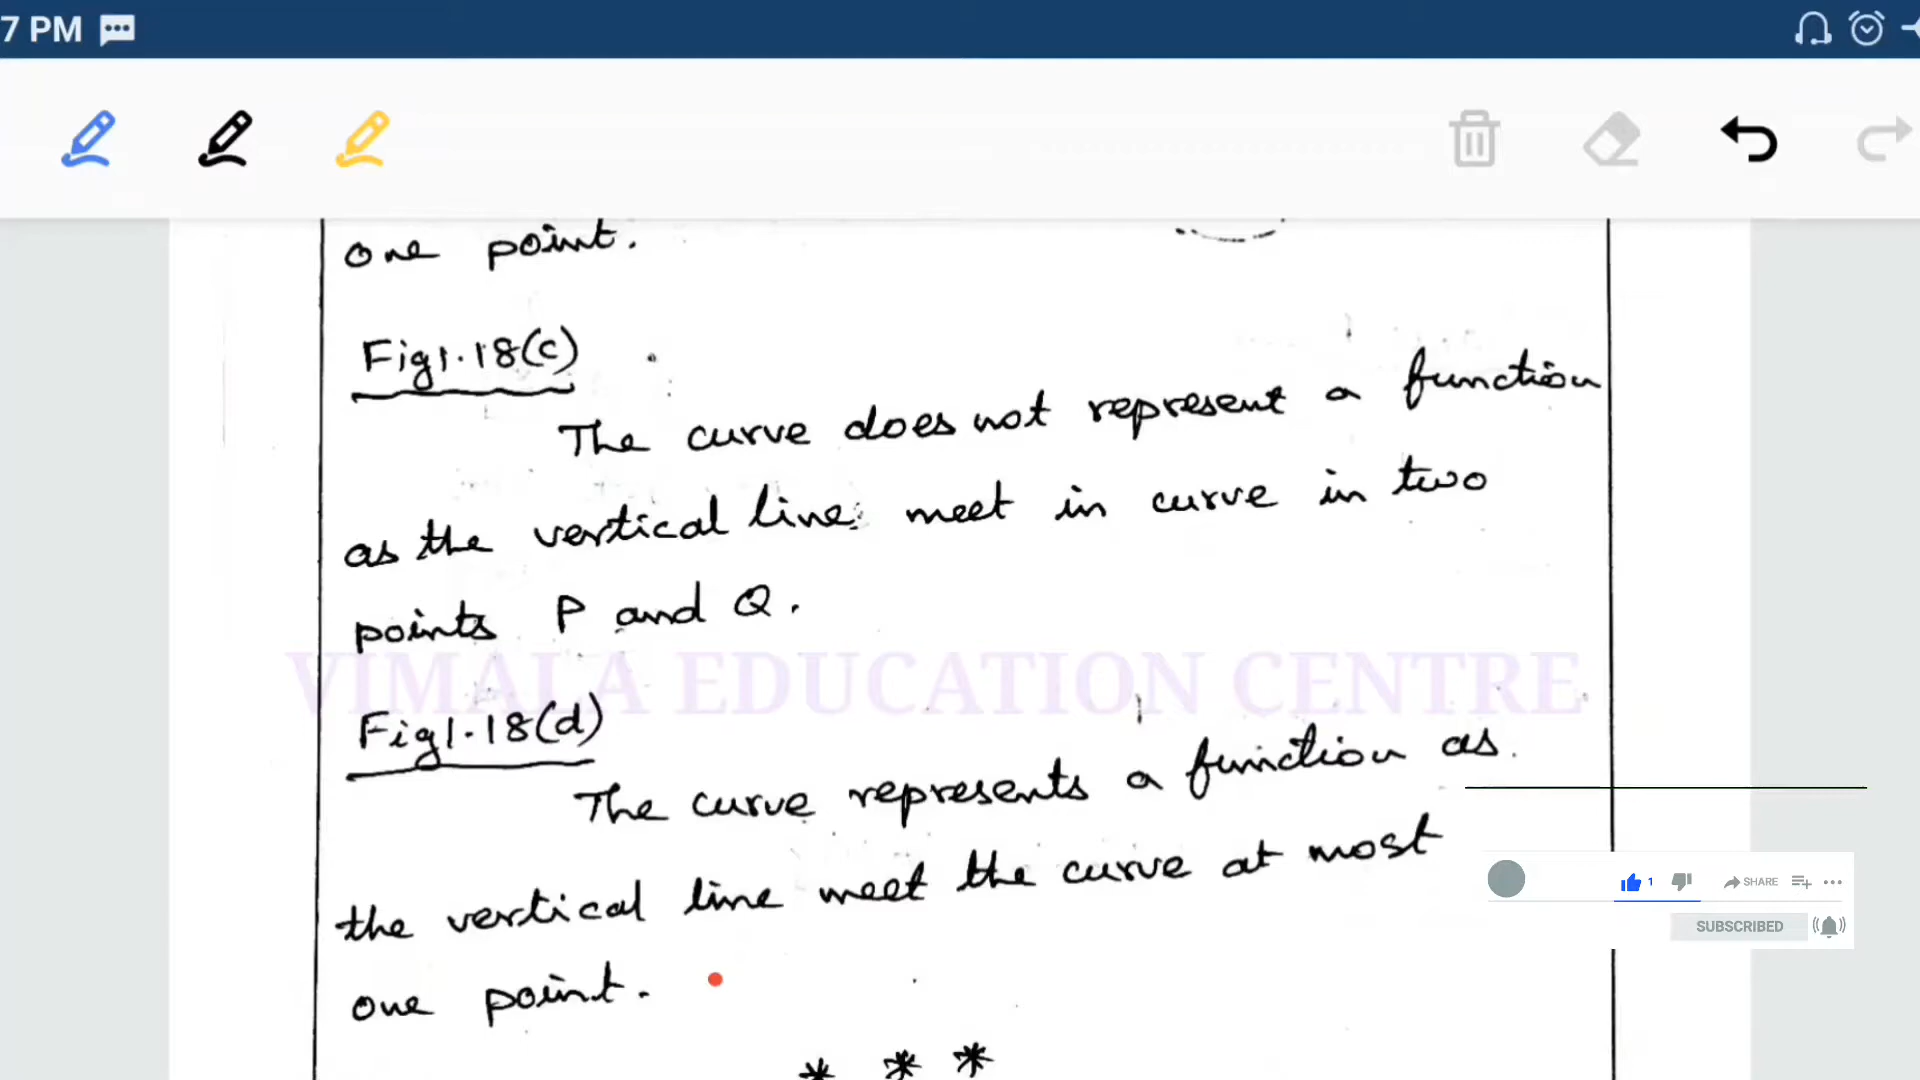 7 PM
one point.
Fig1.18(c)
The curve does not represent a function
as the vertical line meet in curve in two
points P and Q.
VIMALA EDUCATION CENTRE
Fig1.18(d)
The curve represents a function as
the vertical line meet the curve at most
1 SHARE
SUBSCRIBED
one point.
* * *